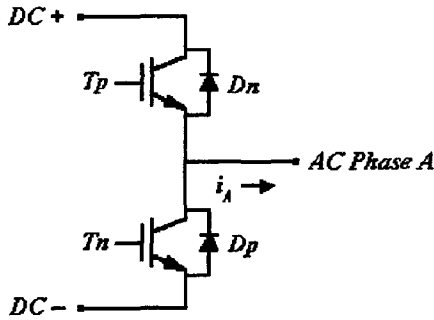 DC +
Tp
Dn
AC Phase A
i_A
Tn
Dp
DC −